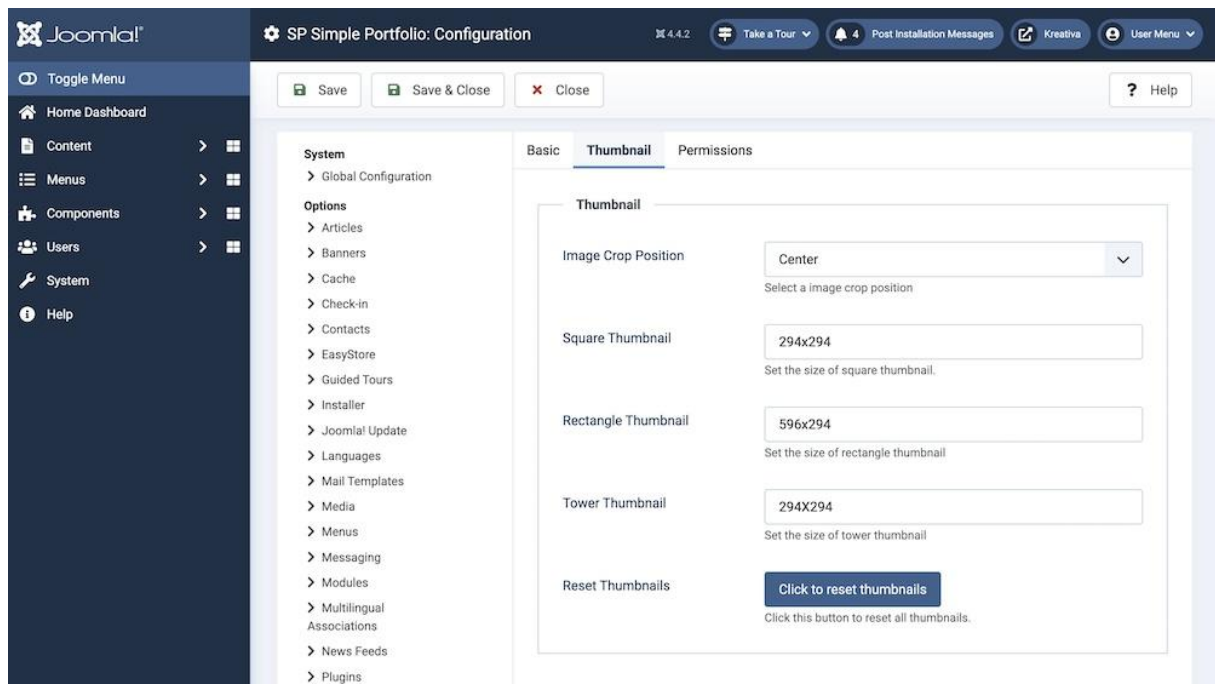 Joomla!®
SP Simple Portfolio: Configuration
4.4.2
Take a Tour
4 Post Installation Messages
Kreativa
User Menu
Toggle Menu
Home Dashboard
Content
Menus
Components
Users
System
Help
Save
Save & Close
Close
? Help
System
Global Configuration
Options
Articles
Banners
Cache
Check-in
Contacts
EasyStore
Guided Tours
Installer
Joomla! Update
Languages
Mail Templates
Media
Menus
Messaging
Modules
Multilingual
Associations
News Feeds
Plugins
Basic
Thumbnail
Permissions
Thumbnail
Image Crop Position
Center
Select a image crop position
Square Thumbnail
294x294
Set the size of square thumbnail.
Rectangle Thumbnail
596x294
Set the size of rectangle thumbnail
Tower Thumbnail
294X294
Set the size of tower thumbnail
Reset Thumbnails
Click to reset thumbnails
Click this button to reset all thumbnails.